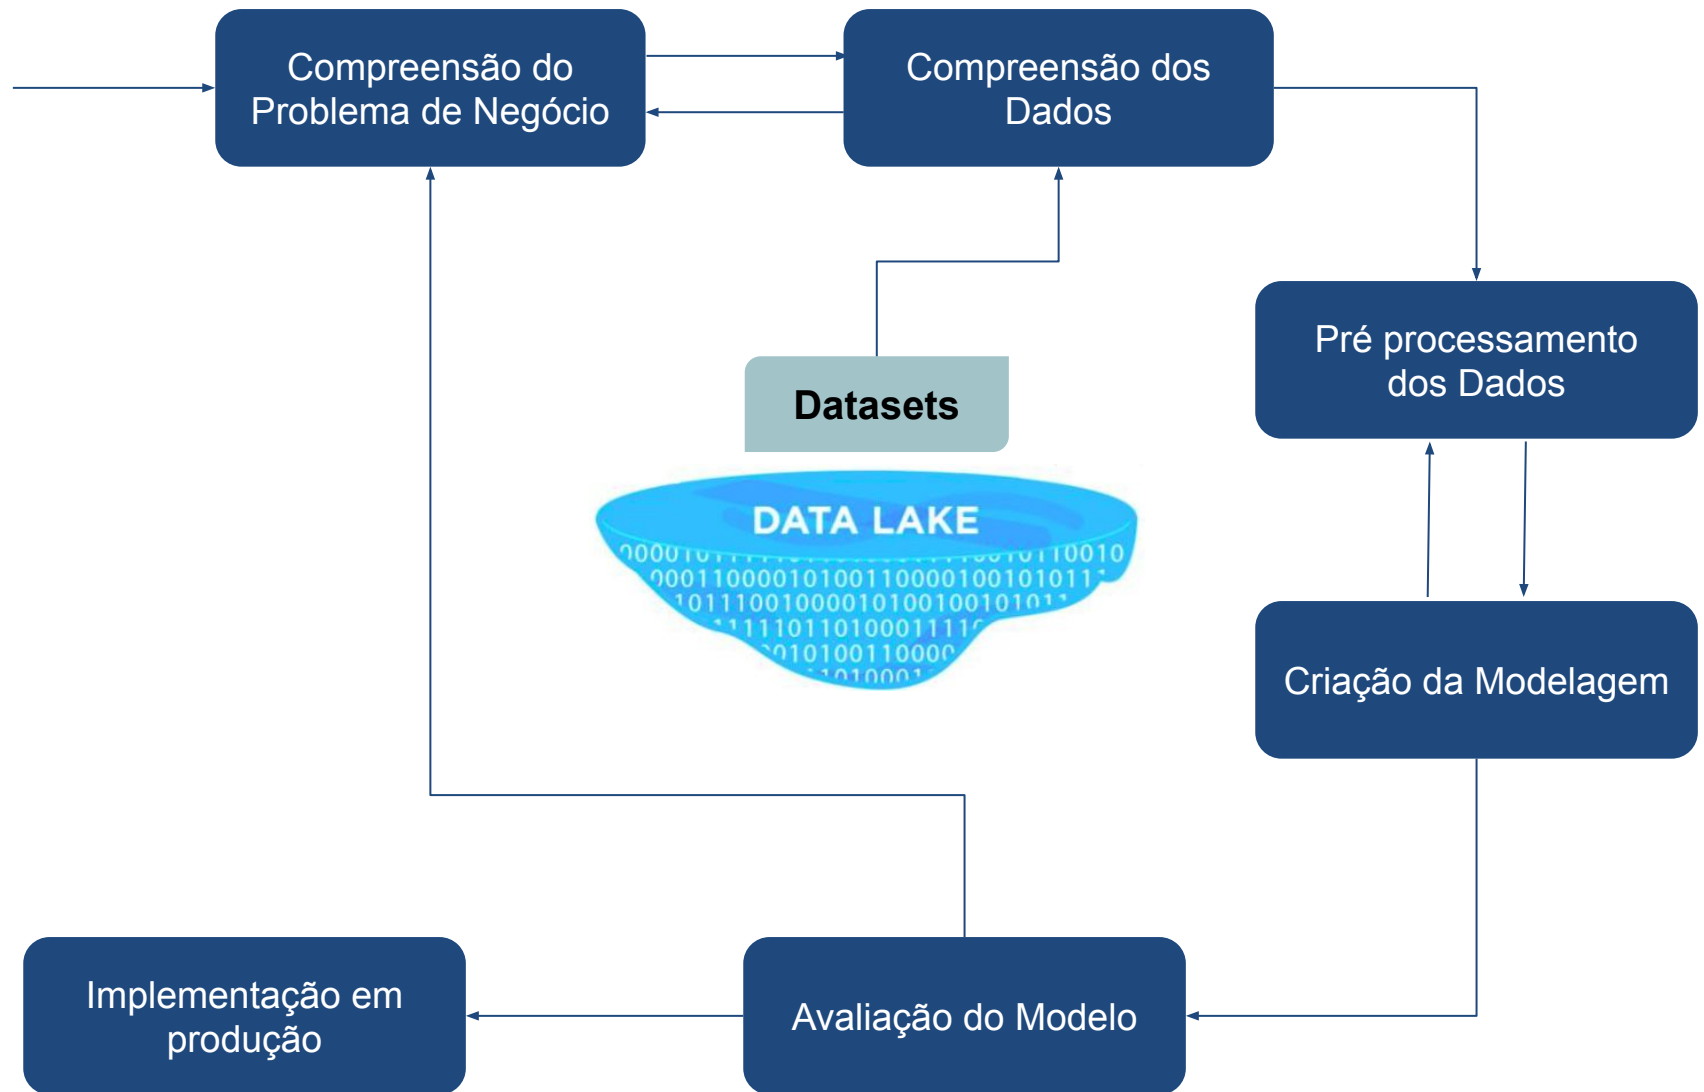 Compreensão do
Problema de Negócio
Compreensão dos
Dados
Pré processamento
dos Dados
Datasets
DATA LAKE
Criação da Modelagem
Avaliação do Modelo
Implementação em
produção